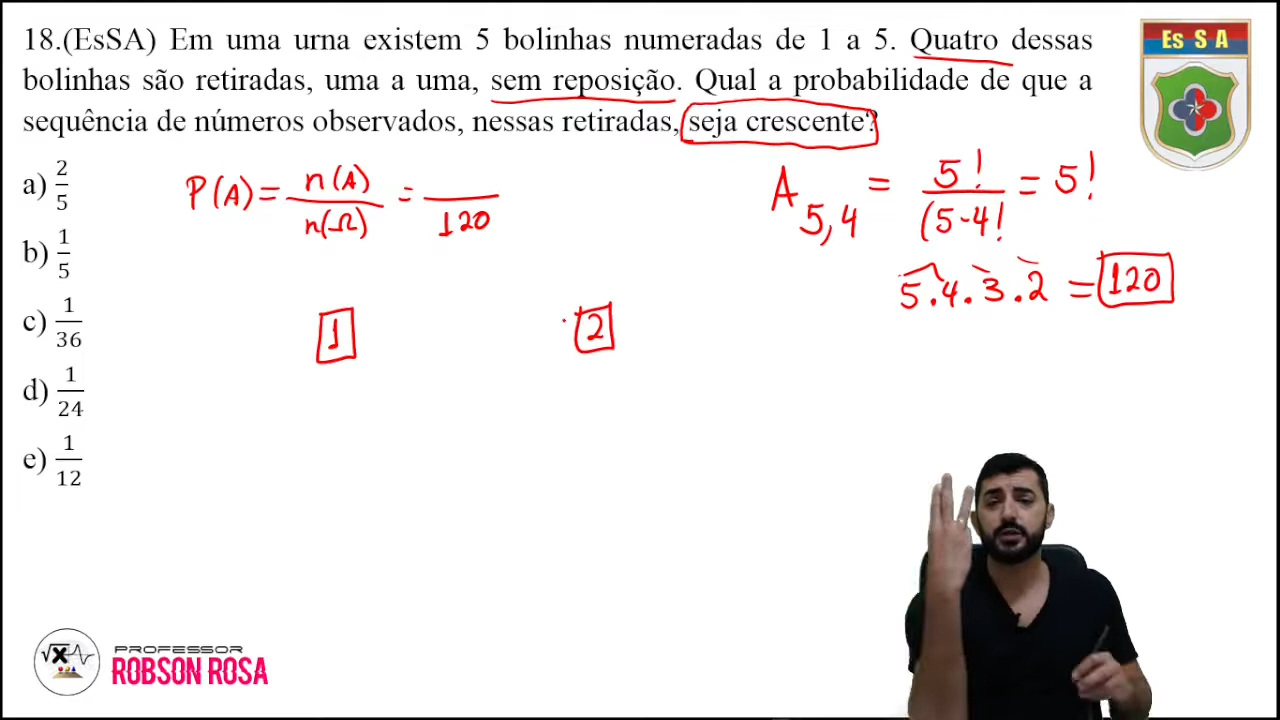 18.(EsSA) Em uma urna existem 5 bolinhas numeradas de 1 a 5. Quatro dessas
bolinhas são retiradas, uma a uma, sem reposição. Qual a probabilidade de que a
sequência de números observados, nessas retiradas, seja crescente?
Es S A
a) 2/5
b) 1/5
c) 1/36
d) 1/24
e) 1/12
P(A) = n(A)/n(Ω) = /120
A5,4 = 5!/(5-4! = 5!
5.4.3.2 = 120
1
2
√x
PROFESSOR
ROBSON ROSA